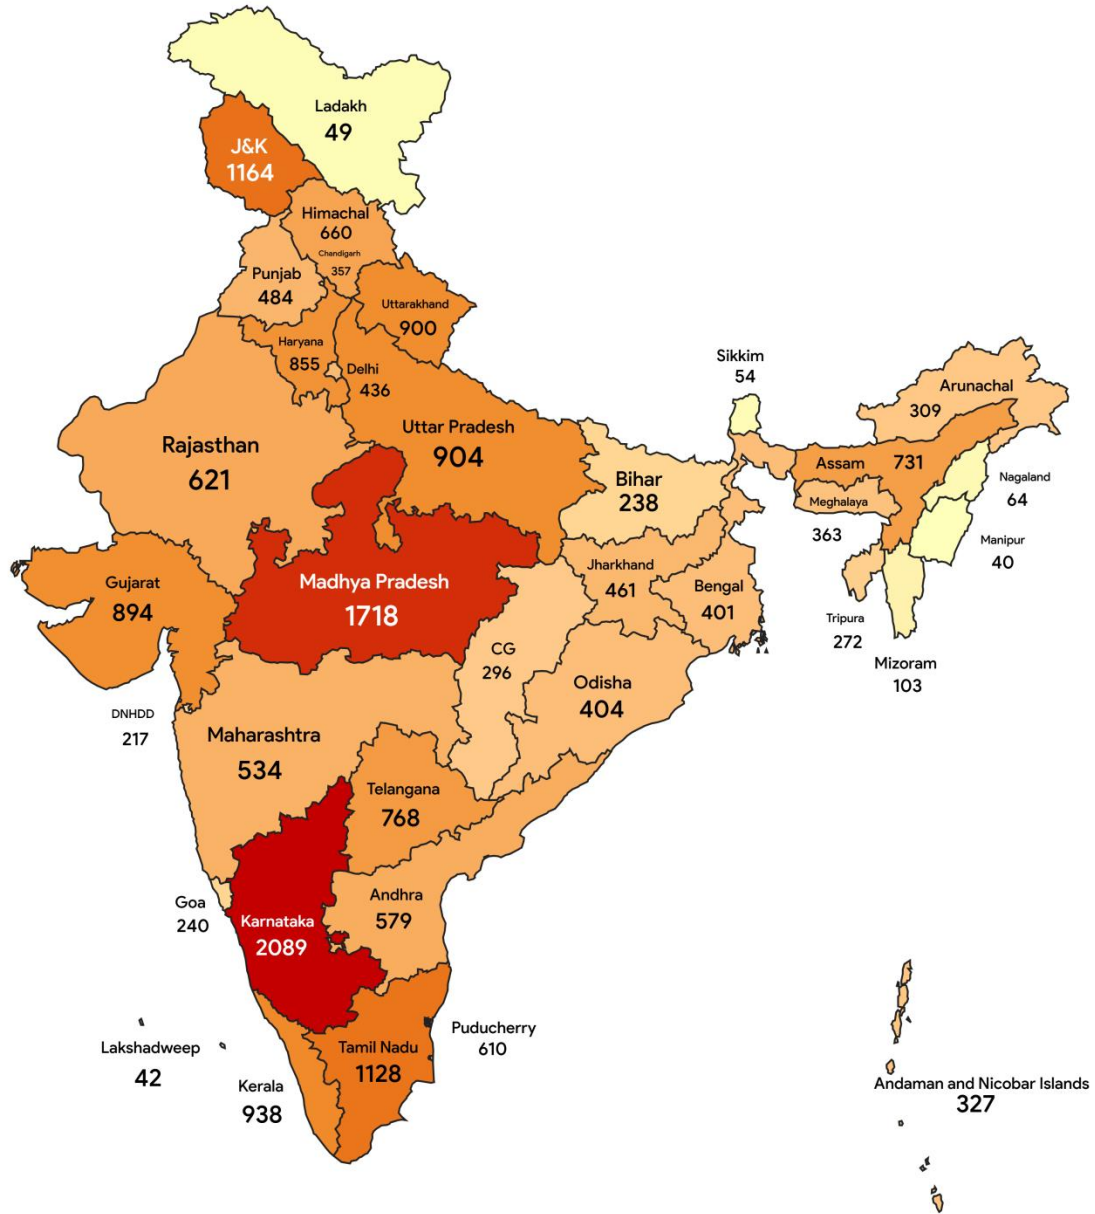 Ladakh
49
J&K
1164
Himachal
660
Chandigarh
357
Punjab
484
Uttarakhand
900
Haryana
855
Delhi
436
Sikkim
54
Arunachal
309
Rajasthan
621
Uttar Pradesh
904
Assam 731
Bihar
238
Nagaland
64
Meghalaya
363
Manipur
40
Gujarat
894
Madhya Pradesh
1718
Jharkhand
461
Bengal
401
Tripura
272
Mizoram
103
CG
296
Odisha
404
DNHDD
217
Maharashtra
534
Telangana
768
Goa
240
Karnataka
2089
Andhra
579
Puducherry
610
Lakshadweep
42
Tamil Nadu
1128
Kerala
938
Andaman and Nicobar Islands
327